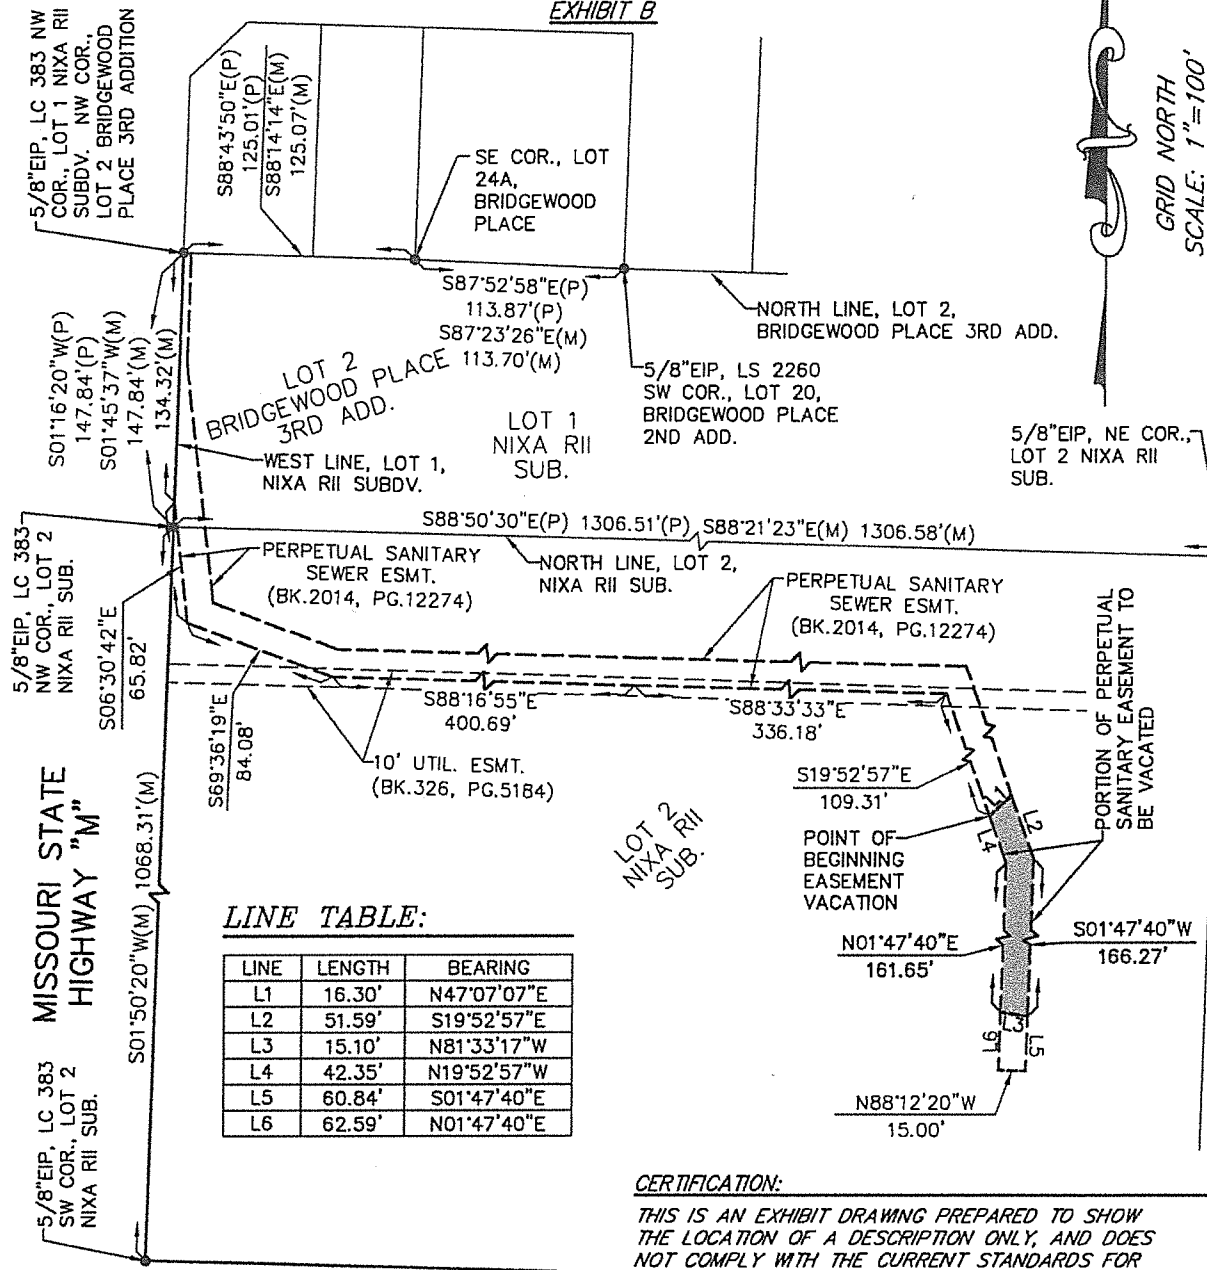 EXHIBIT B
5/8"EIP, LC 383 NW
COR., LOT 1 NIXA RII
SUBDV. NW COR.,
LOT 2 BRIDGEWOOD
PLACE 3RD ADDITION
S88°43'50"E(P)
125.01'(P)
S88°14'14"E(M)
125.07'(M)
SE COR., LOT
24A,
BRIDGEWOOD
PLACE
GRID NORTH
SCALE: 1"=100'
S87°52'58"E(P)
113.87'(P)
S87°23'26"E(M)
113.70'(M)
NORTH LINE, LOT 2,
BRIDGEWOOD PLACE 3RD ADD.
5/8"EIP, LS 2260
SW COR., LOT 20,
BRIDGEWOOD PLACE
2ND ADD.
S01°16'20"W(P)
147.84'(P)
S01°45'37"W(M)
147.84'(M)
134.32'(M)
LOT 2
BRIDGEWOOD PLACE
3RD ADD.
LOT 1
NIXA RII
SUB.
WEST LINE, LOT 1,
NIXA RII SUBDV.
5/8"EIP, NE COR.,
LOT 2 NIXA RII
SUB.
S88°50'30"E(P) 1306.51'(P) S88°21'23"E(M) 1306.58'(M)
NORTH LINE, LOT 2,
NIXA RII SUB.
5/8"EIP, LC 383
NW COR., LOT 2
NIXA RII SUB.
PERPETUAL SANITARY
SEWER ESMT.
(BK.2014, PG.12274)
PERPETUAL SANITARY
SEWER ESMT.
(BK.2014, PG.12274)
S06°30'42"E
65.82'
S69°36'19"E
84.08'
S88°16'55"E
400.69'
S88°33'33"E
336.18'
10' UTIL. ESMT.
(BK.326, PG.5184)
PORTION OF PERPETUAL
SANITARY EASEMENT TO
BE VACATED
S19°52'57"E
109.31'
L1
L2
L4
POINT OF
BEGINNING
EASEMENT
VACATION
LOT 2
NIXA RII
SUB.
MISSOURI STATE
HIGHWAY "M"
S01°50'20"W(M) 1068.31'(M)
N01°47'40"E
161.65'
S01°47'40"W
166.27'
L3
L6
L5
N88°12'20"W
15.00'
LINE TABLE:
LINE LENGTH BEARING
L1 16.30' N47°07'07"E
L2 51.59' S19°52'57"E
L3 15.10' N81°33'17"W
L4 42.35' N19°52'57"W
L5 60.84' S01°47'40"E
L6 62.59' N01°47'40"E
5/8"EIP, LC 383
SW COR., LOT 2
NIXA RII SUB.
CERTIFICATION:
THIS IS AN EXHIBIT DRAWING PREPARED TO SHOW
THE LOCATION OF A DESCRIPTION ONLY, AND DOES
NOT COMPLY WITH THE CURRENT STANDARDS FOR